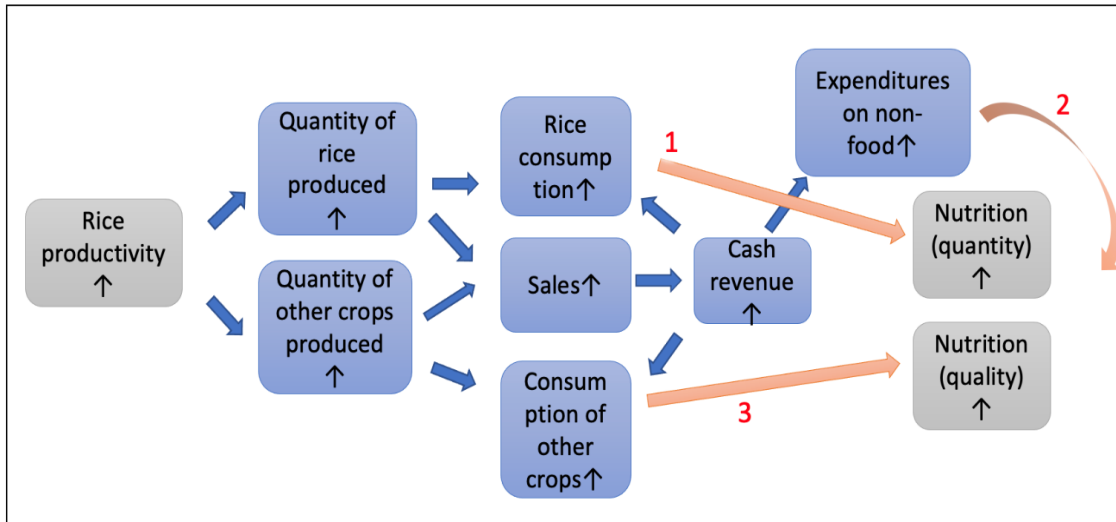 Rice
productivity
↑
Quantity of
rice
produced
↑
Quantity of
other crops
produced
↑
Rice
consump
tion↑
Sales↑
Consum
ption of
other
crops↑
Cash
revenue
↑
Expenditures
on non-
food↑
1
2
3
Nutrition
(quantity)
↑
Nutrition
(quality)
↑